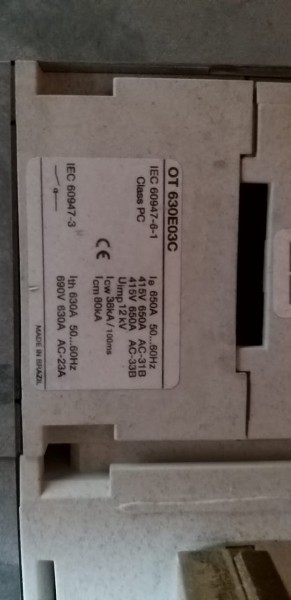 OT 630E03C
IEC 60947-6-1
Class PC
Ie 650A 50...60Hz
415V 650A AC-31B
415V 650A AC-33B
Uimp12kV
Icw 38kA/100ms
Icm 80kA
CE
IEC 60947-3
Ith 630A 50...60Hz
690V 630A AC-23A
MADE IN BRAZIL